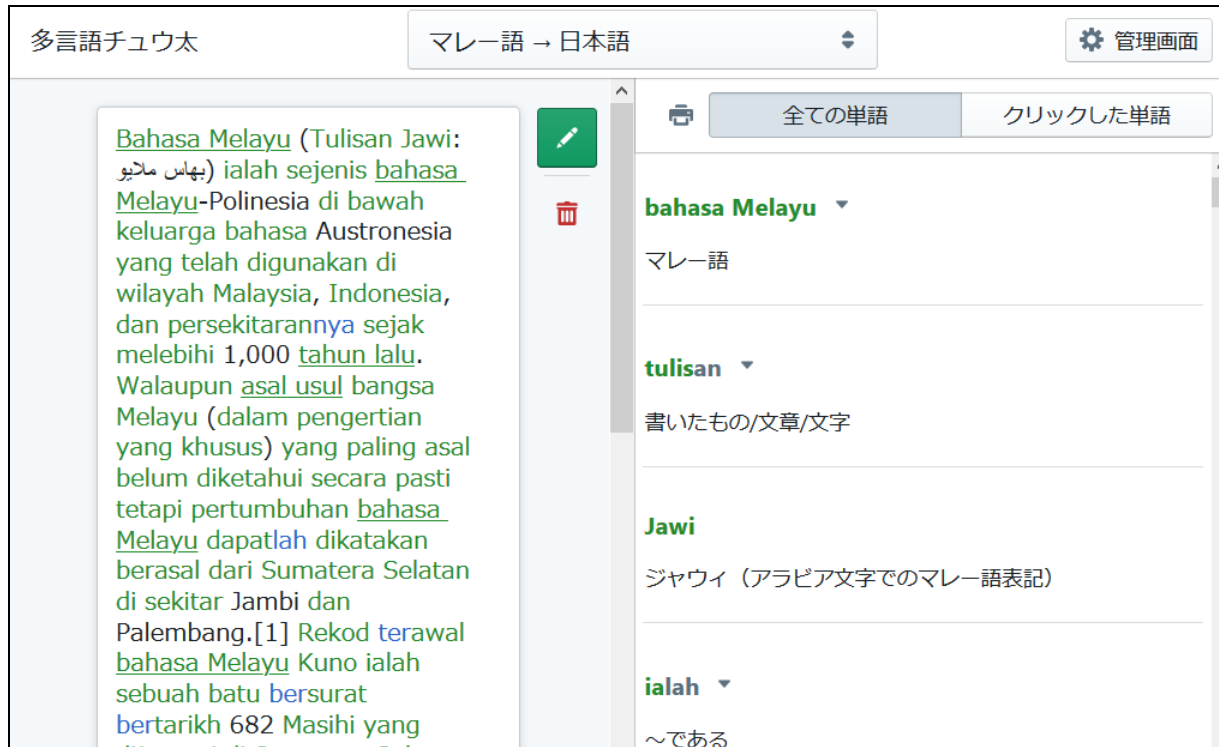 多言語チュウ太
マレー語 → 日本語
管理画面
Bahasa Melayu (Tulisan Jawi:
بهاس ملايو) ialah sejenis bahasa
Melayu-Polinesia di bawah
keluarga bahasa Austronesia
yang telah digunakan di
wilayah Malaysia, Indonesia,
dan persekitarannya sejak
melebihi 1,000 tahun lalu.
Walaupun asal usul bangsa
Melayu (dalam pengertian
yang khusus) yang paling asal
belum diketahui secara pasti
tetapi pertumbuhan bahasa
Melayu dapatlah dikatakan
berasal dari Sumatera Selatan
di sekitar Jambi dan
Palembang.[1] Rekod terawal
bahasa Melayu Kuno ialah
sebuah batu bersurat
bertarikh 682 Masihi yang
全ての単語
クリックした単語
bahasa Melayu
マレー語
tulisan
書いたもの/文章/文字
Jawi
ジャウィ（アラビア文字でのマレー語表記）
ialah
～である